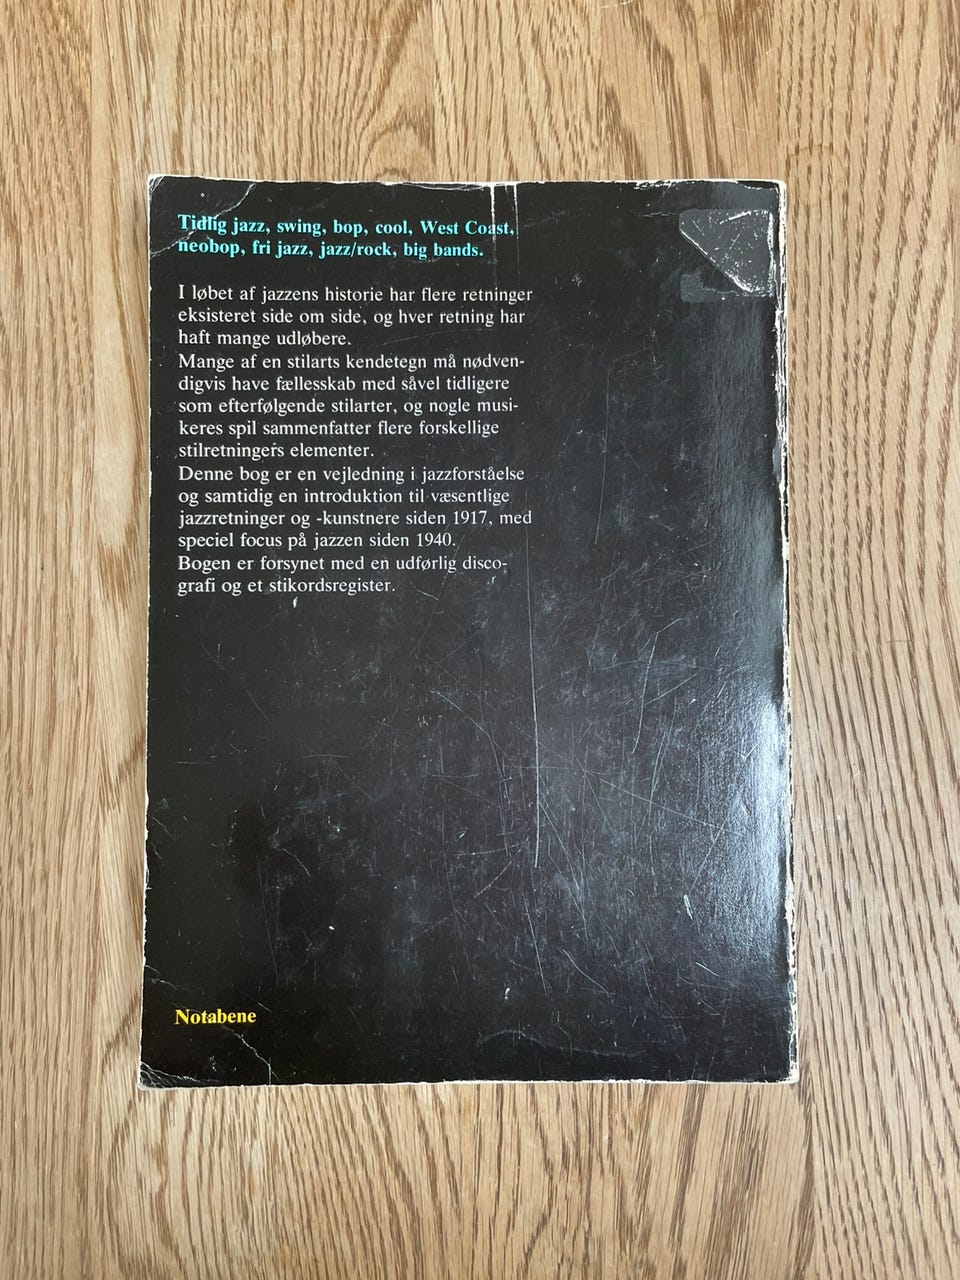 Tidlig jazz, swing, bop, cool, West Coast,
neobop, fri jazz, jazz/rock, big bands.
I løbet af jazzens historie har flere retninger
eksisteret side om side, og hver retning har
haft mange udløbere.
Mange af en stilarts kendetegn må nødven-
digvis have fællesskab med såvel tidligere
som efterfølgende stilarter, og nogle musi-
keres spil sammenfatter flere forskellige
stilretningers elementer.
Denne bog er en vejledning i jazzforståelse
og samtidig en introduktion til væsentlige
jazzretninger og -kunstnere siden 1917, med
speciel focus på jazzen siden 1940.
Bogen er forsynet med en udførlig disco-
grafi og et stikordsregister.
Notabene